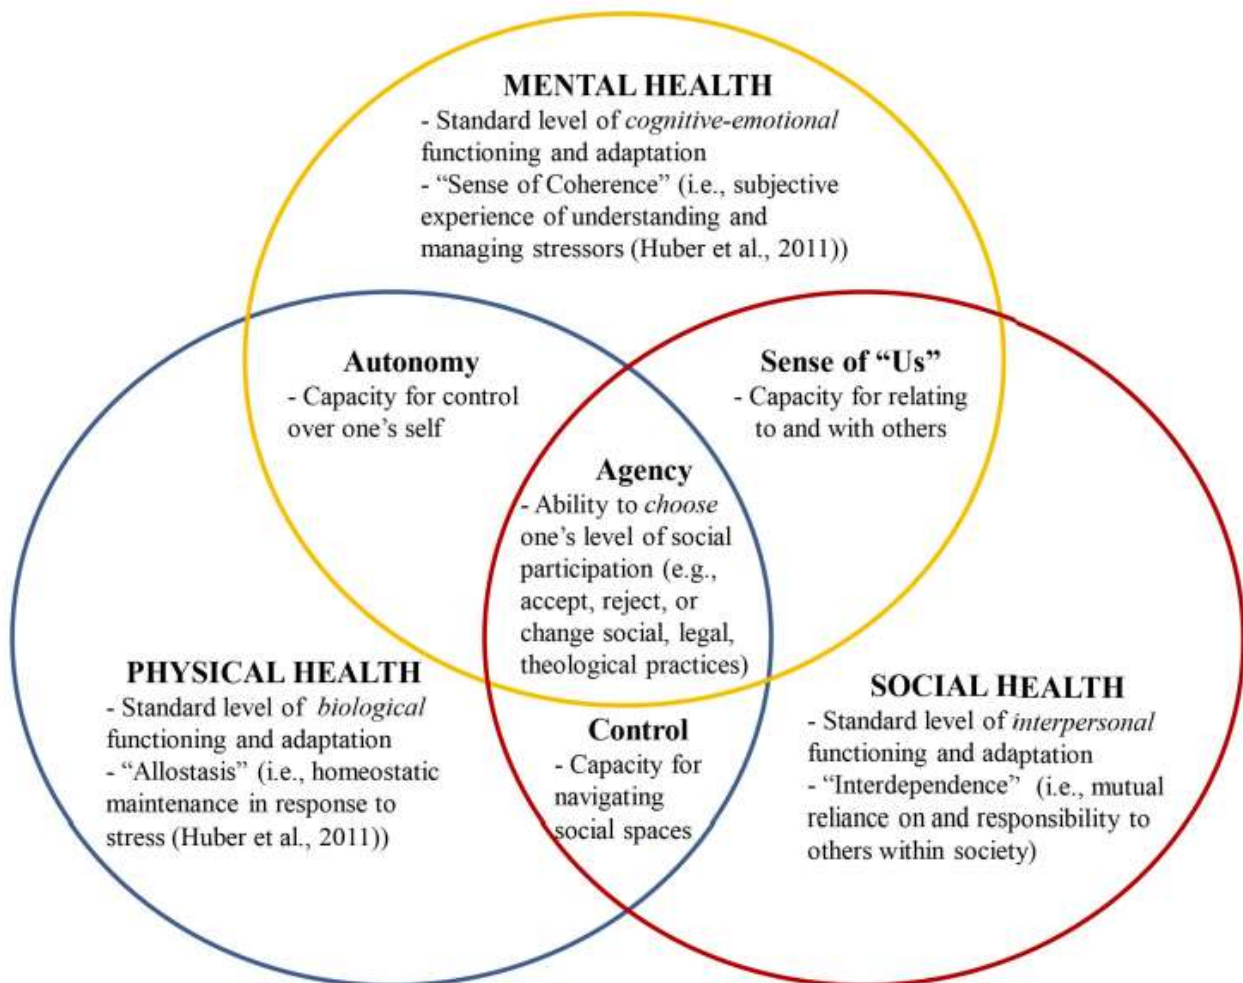 MENTAL HEALTH
- Standard level of cognitive-emotional
functioning and adaptation
- “Sense of Coherence” (i.e., subjective
experience of understanding and
managing stressors (Huber et al., 2011))
Autonomy
- Capacity for control
over one’s self
Sense of “Us”
- Capacity for relating
to and with others
Agency
- Ability to choose
one’s level of social
participation (e.g.,
accept, reject, or
change social, legal,
theological practices)
PHYSICAL HEALTH
- Standard level of biological
functioning and adaptation
- “Allostasis” (i.e., homeostatic
maintenance in response to
stress (Huber et al., 2011))
Control
- Capacity for
navigating
social spaces
SOCIAL HEALTH
- Standard level of interpersonal
functioning and adaptation
- “Interdependence” (i.e., mutual
reliance on and responsibility to
others within society)